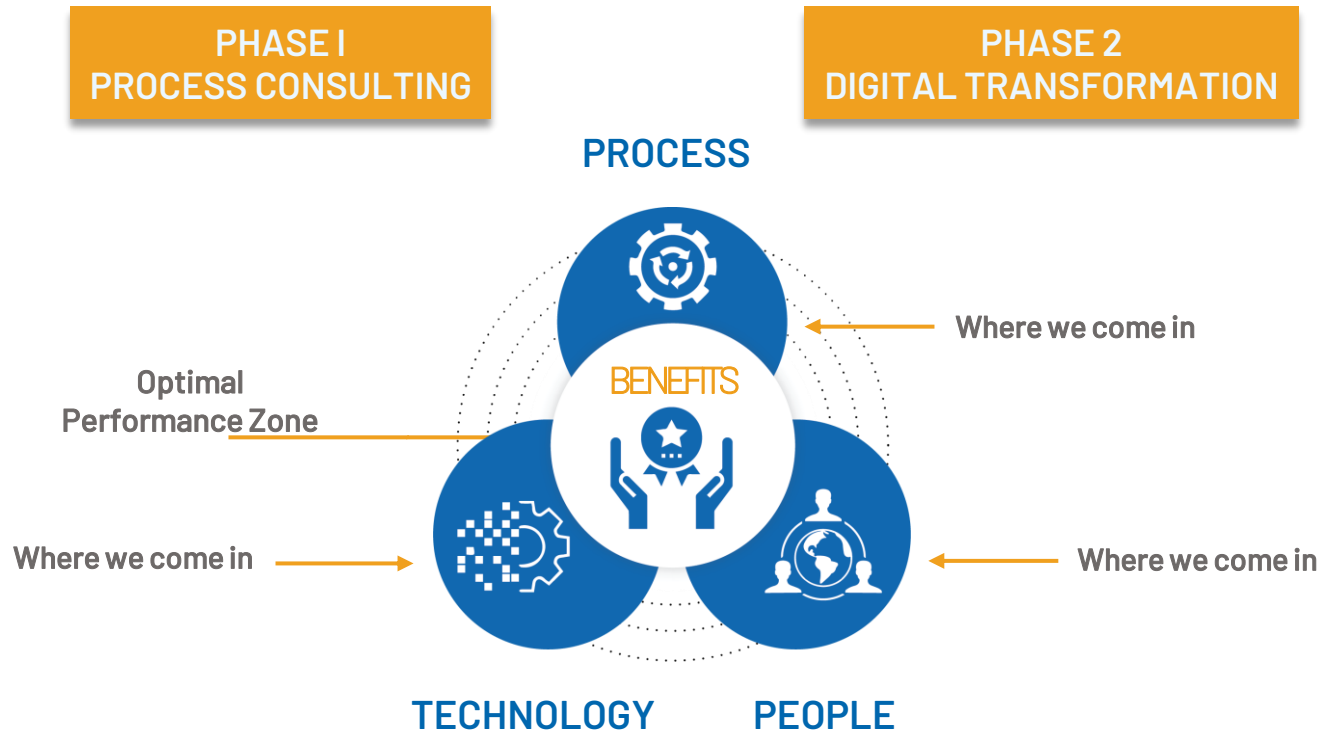 PHASE I
PROCESS CONSULTING
PHASE 2
DIGITAL TRANSFORMATION
PROCESS
Where we come in
BENEFITS
Optimal
Performance Zone
Where we come in
Where we come in
TECHNOLOGY
PEOPLE